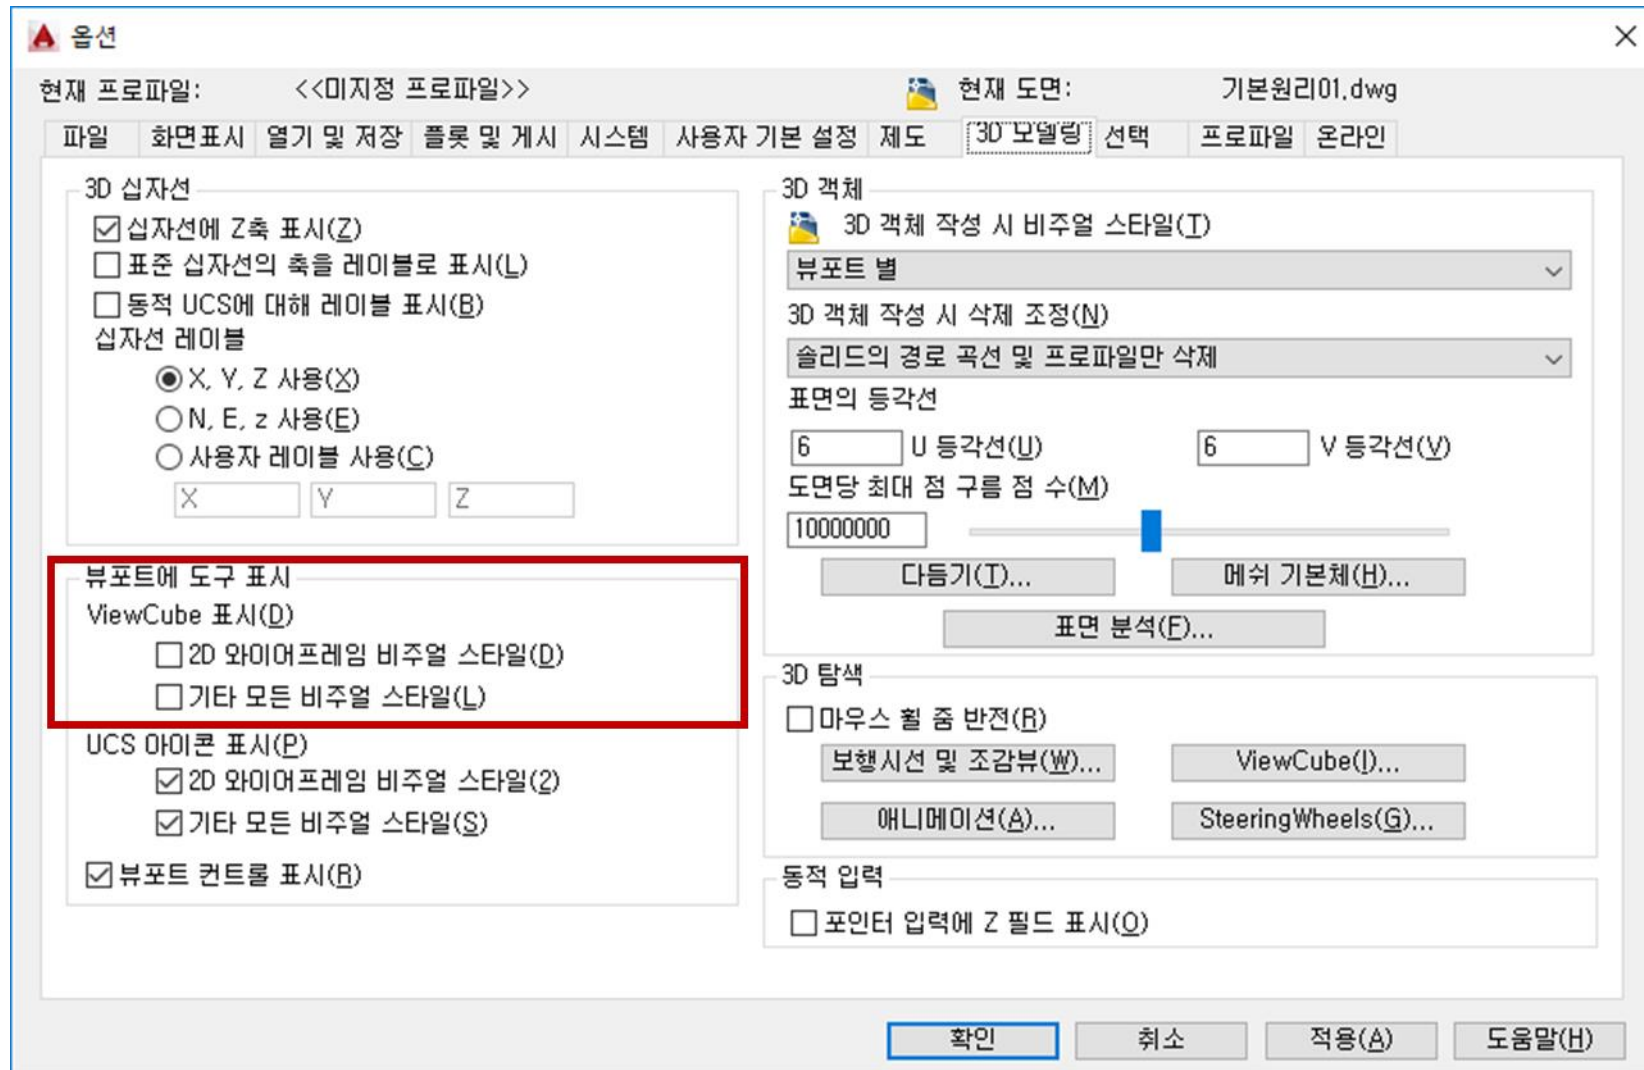 옵션
현재 프로파일: <<미지정 프로파일>> 현재 도면: 기본원리01.dwg
파일 화면표시 열기 및 저장 플롯 및 게시 시스템 사용자 기본 설정 제도 3D 모델링 선택 프로파일 온라인
3D 십자선
십자선에 Z축 표시(Z)
표준 십자선의 축을 레이블로 표시(L)
동적 UCS에 대해 레이블 표시(B)
십자선 레이블
X, Y, Z 사용(X)
N, E, z 사용(E)
사용자 레이블 사용(C)
X Y Z
뷰포트에 도구 표시
ViewCube 표시(D)
2D 와이어프레임 비주얼 스타일(D)
기타 모든 비주얼 스타일(L)
UCS 아이콘 표시(P)
2D 와이어프레임 비주얼 스타일(2)
기타 모든 비주얼 스타일(S)
뷰포트 컨트롤 표시(R)
3D 객체
3D 객체 작성 시 비주얼 스타일(T)
뷰포트 별
3D 객체 작성 시 삭제 조정(N)
솔리드의 경로 곡선 및 프로파일만 삭제
표면의 등각선
6 U 등각선(U) 6 V 등각선(V)
도면당 최대 점 구름 점 수(M)
10000000
다듬기(T)... 메쉬 기본체(H)...
표면 분석(F)...
3D 탐색
마우스 휠 줌 반전(R)
보행시선 및 조감뷰(W)... ViewCube(I)...
애니메이션(A)... SteeringWheels(G)...
동적 입력
포인터 입력에 Z 필드 표시(O)
확인 취소 적용(A) 도움말(H)